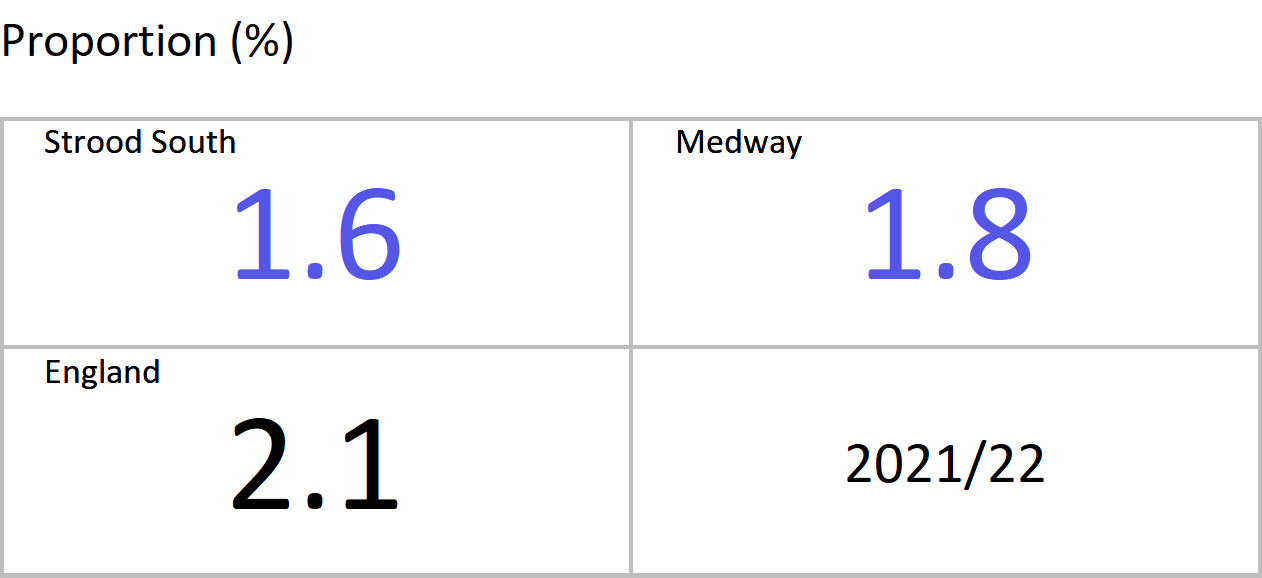 Proportion (%)
Strood South
1.6
Medway
1.8
England
2.1
2021/22